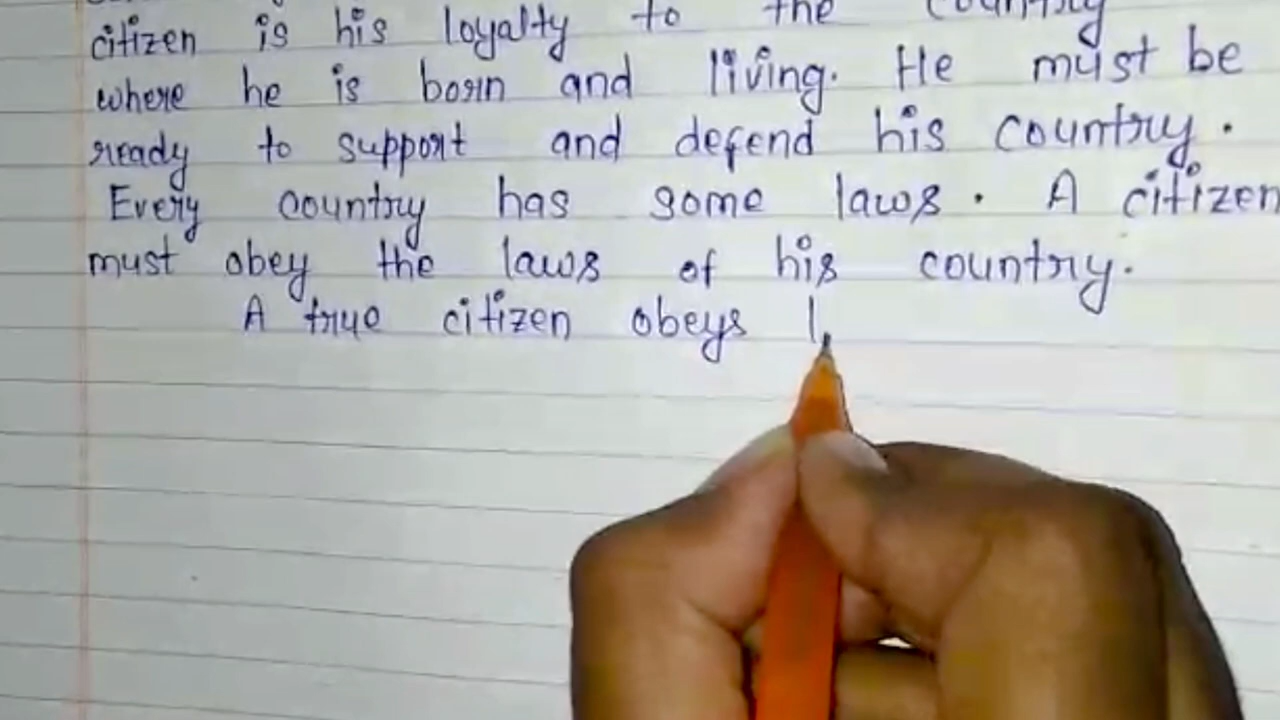 citizen is his loyalty to the country
where he is born and living. He must be
ready to support and defend his country.
Every country has some laws. A citizen
must obey the laws of his country.
A true citizen obeys l